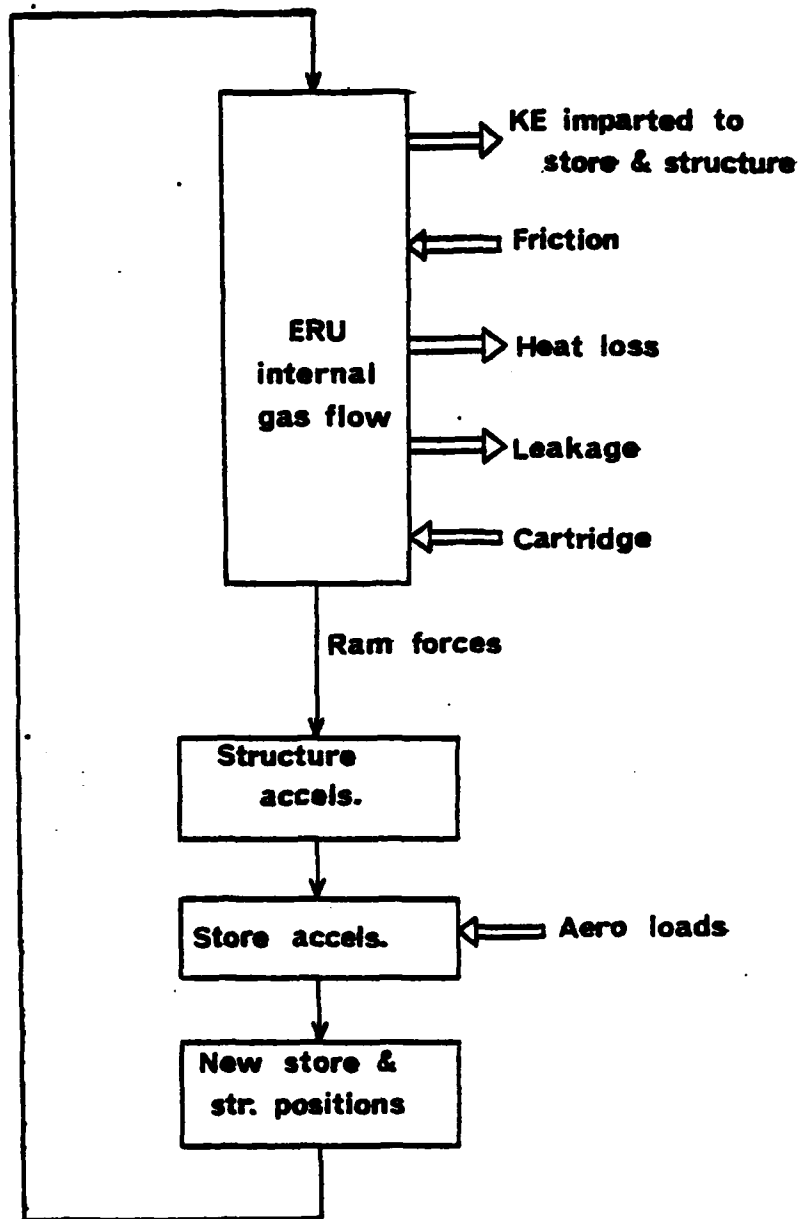 KE imparted to
store & structure
Friction
ERU
internal
gas flow
Heat loss
Leakage
Cartridge
Ram forces
Structure
accels.
Store accels.
Aero loads
New store &
str. positions